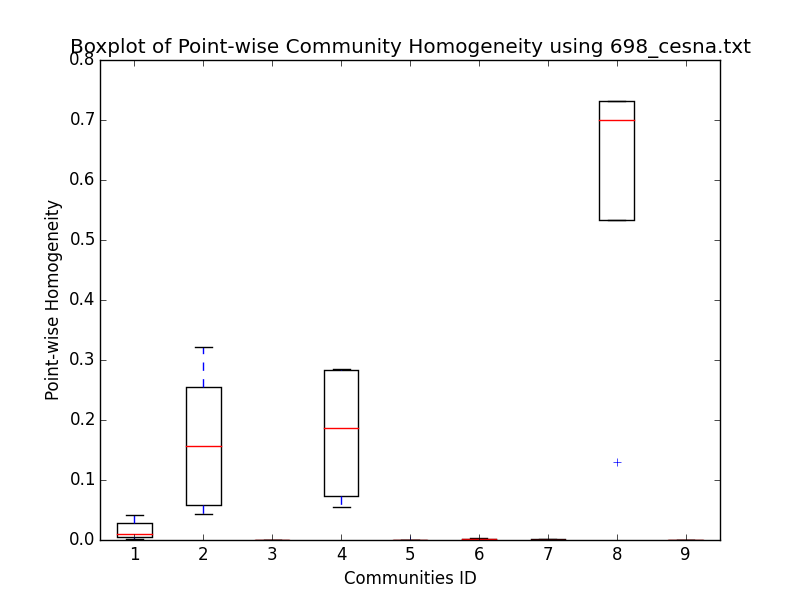 Boxplot of Point-wise Community Homogeneity using 698_cesna.txt
0.8
0.7
0.6
0.5
0.4
0.3
0.2
0.1
0.0
Point-wise Homogeneity
1 2 3 4 5 6 7 8 9
Communities ID